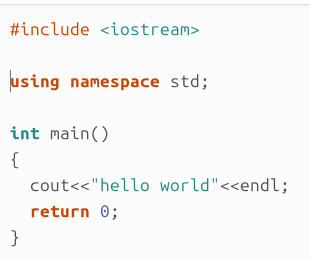 #include <iostream>
using namespace std;
int main()
{
cout<<"hello world"<<endl;
return 0;
}